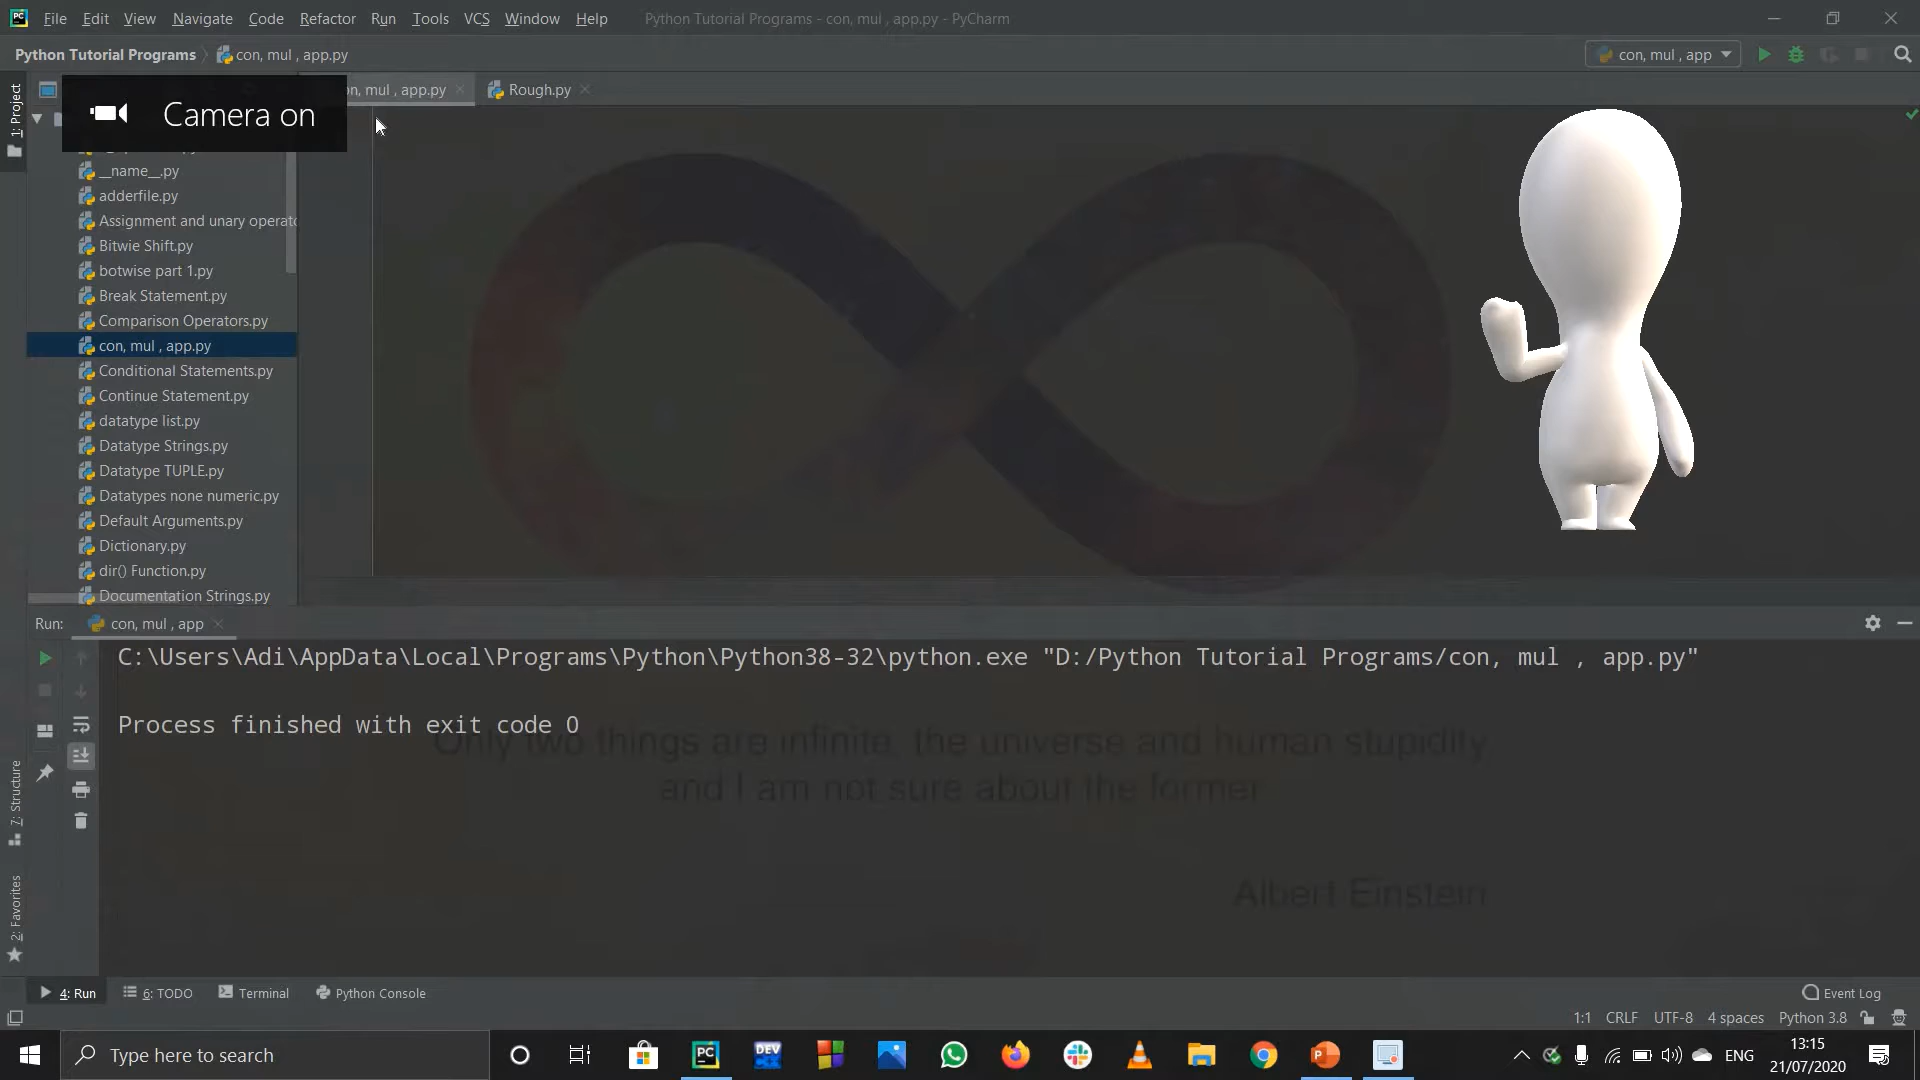 File Edit View Navigate Code Refactor Run Tools VCS Window Help Python Tutorial Programs - con, mul , app.py - PyCharm
Python Tutorial Programs con, mul , app.py con, mul , app
Camera on
on, mul , app.py Rough.py
1: Project
__name__.py
adderfile.py
Assignment and unary operato
Bitwie Shift.py
botwise part 1.py
Break Statement.py
Comparison Operators.py
con, mul , app.py
Conditional Statements.py
Continue Statement.py
datatype list.py
Datatype Strings.py
Datatype TUPLE.py
Datatypes none numeric.py
Default Arguments.py
Dictionary.py
dir() Function.py
Documentation Strings.py
Run: con, mul , app
C:\Users\Adi\AppData\Local\Programs\Python\Python38-32\python.exe "D:/Python Tutorial Programs/con, mul , app.py"
Process finished with exit code 0
Only two things are infinite, the universe and human stupidity
and I am not sure about the former
Albert Einstein
7: Structure
2: Favorites
4: Run 6: TODO Terminal Python Console Event Log
1:1 CRLF UTF-8 4 spaces Python 3.8
Type here to search
PC
DEV
P
ENG
13:15
21/07/2020